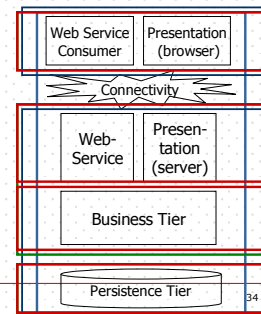 Web Service Presentation
Consumer (browser)
Connectivity
Web-
Service
Presen-
tation
(server)
Business Tier
Persistence Tier
34